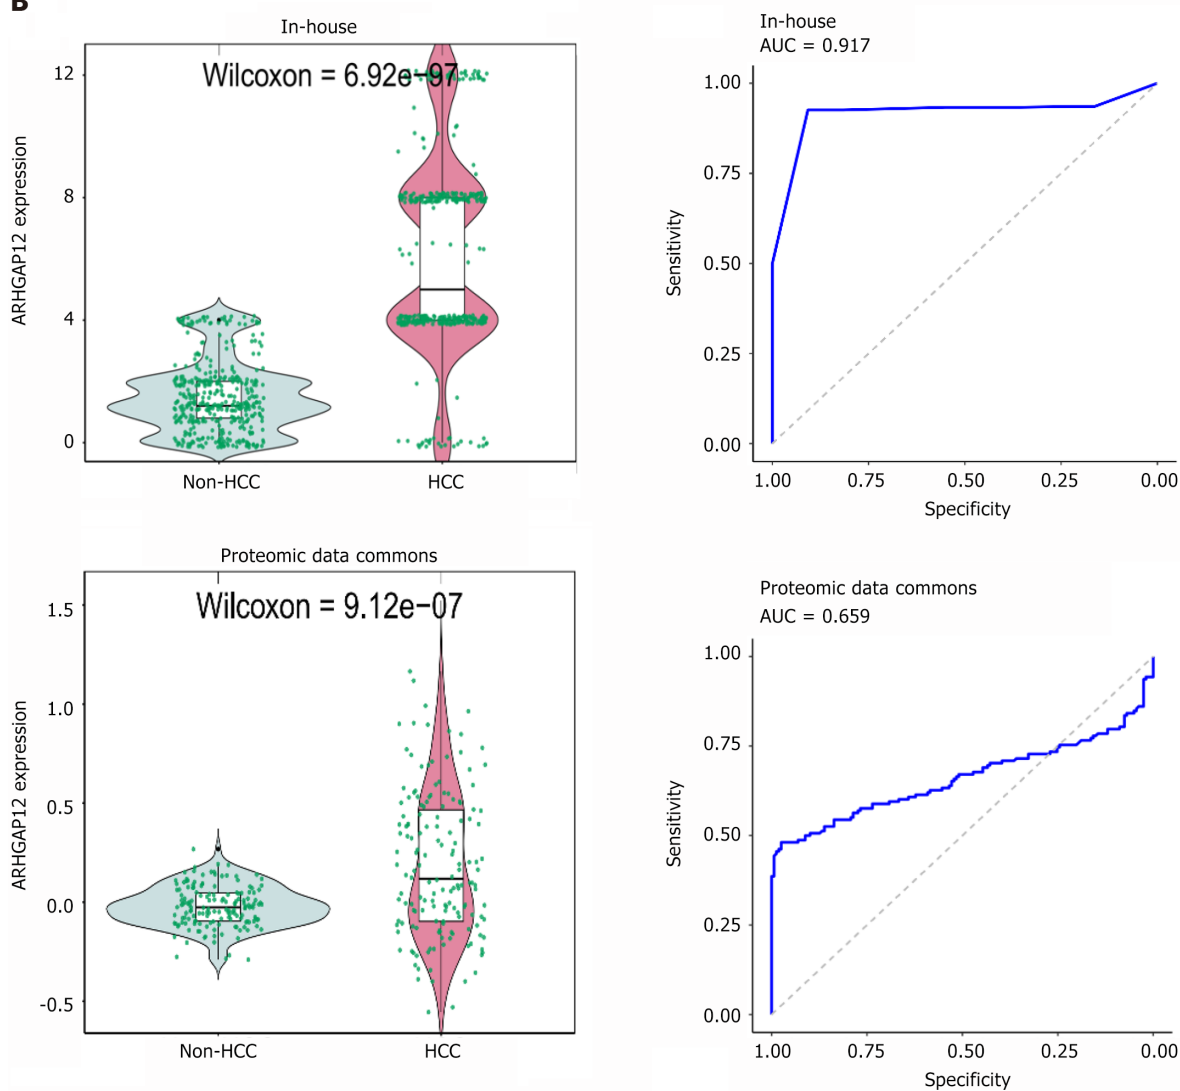 B
In-house
Wilcoxon = 6.92e−97
ARHGAP12 expression
12
8
4
0
Non-HCC
HCC
In-house
AUC = 0.917
Sensitivity
1.00
0.75
0.50
0.25
0.00
1.00
0.75
0.50
0.25
0.00
Specificity
Proteomic data commons
Wilcoxon = 9.12e−07
ARHGAP12 expression
1.5
1.0
0.5
0.0
-0.5
Non-HCC
HCC
Proteomic data commons
AUC = 0.659
Sensitivity
1.00
0.75
0.50
0.25
0.00
1.00
0.75
0.50
0.25
0.00
Specificity